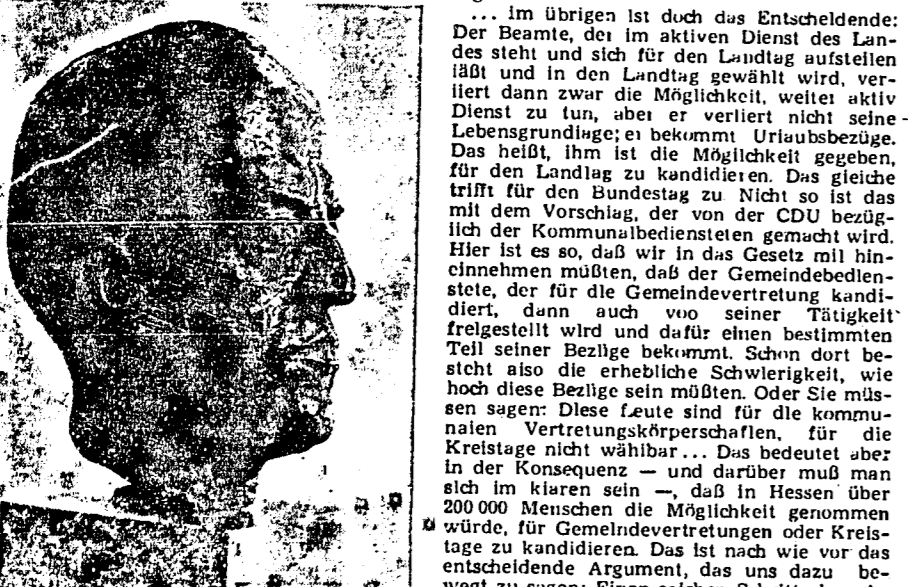 ... im übrigen ist doch das Entscheidende:
Der Beamte, der im aktiven Dienst des Lan-
des steht und sich für den Landtag aufstellen
läßt und in den Landtag gewählt wird, ver-
liert dann zwar die Möglichkeit, weiter aktiv
Dienst zu tun, aber er verliert nicht seine
Lebensgrundlage; er bekommt Urlaubsbezüge.
Das heißt, ihm ist die Möglichkeit gegeben,
für den Landtag zu kandidieren. Das gleiche
trifft für den Bundestag zu. Nicht so ist das
mit dem Vorschlag, der von der CDU bezüg-
lich der Kommunalbediensteten gemacht wird.
Hier ist es so, daß wir in das Gesetz mit hin-
einnehmen müßten, daß der Gemeindebedien-
stete, der für die Gemeindevertretung kandi-
diert, dann auch von seiner Tätigkeit
freigestellt wird und dafür einen bestimmten
Teil seiner Bezüge bekommt. Schon dort be-
steht also die erhebliche Schwierigkeit, wie
hoch diese Bezüge sein müßten. Oder Sie müs-
sen sagen: Diese Leute sind für die kommu-
nalen Vertretungskörperschaften, für die
Kreistage nicht wählbar ... Das bedeutet aber
in der Konsequenz — und darüber muß man
sich im klaren sein —, daß in Hessen über
200 000 Menschen die Möglichkeit genommen
würde, für Gemeindevertretungen oder Kreis-
tage zu kandidieren. Das ist nach wie vor das
entscheidende Argument, das uns dazu be-